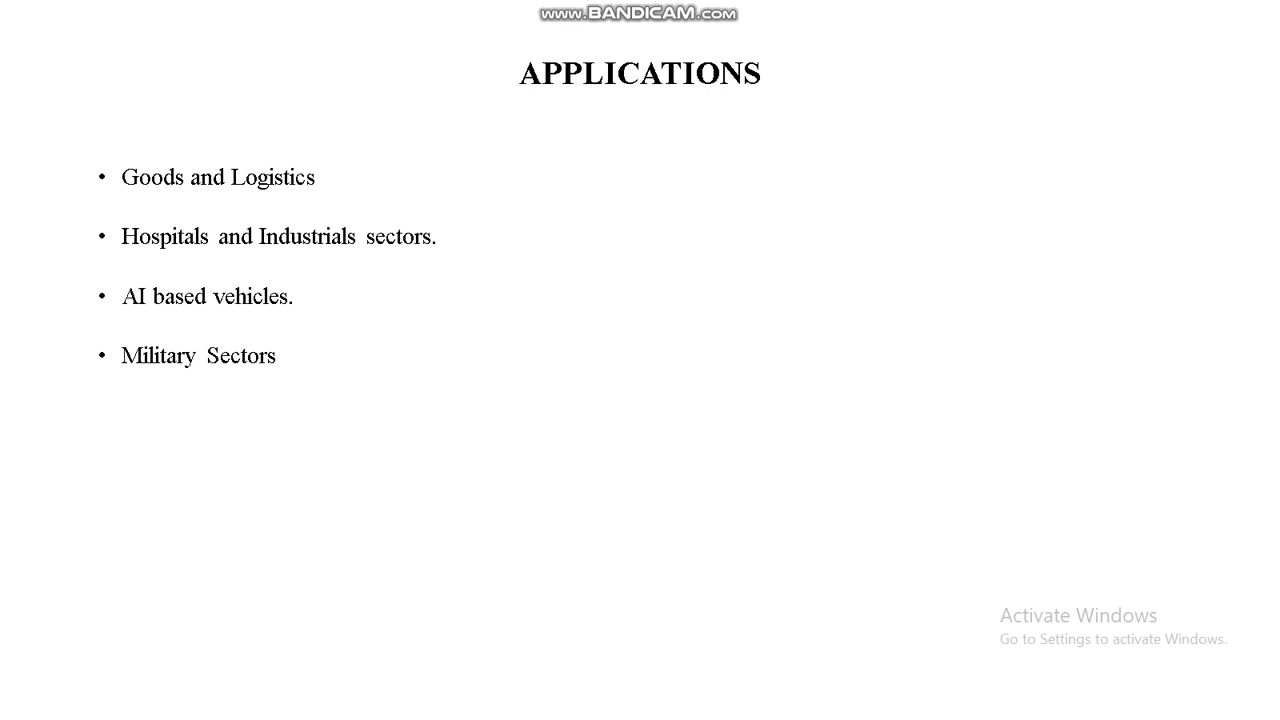 www.BANDICAM.com
APPLICATIONS
• Goods and Logistics
• Hospitals and Industrials sectors.
• AI based vehicles.
• Military Sectors
Activate Windows
Go to Settings to activate Windows.